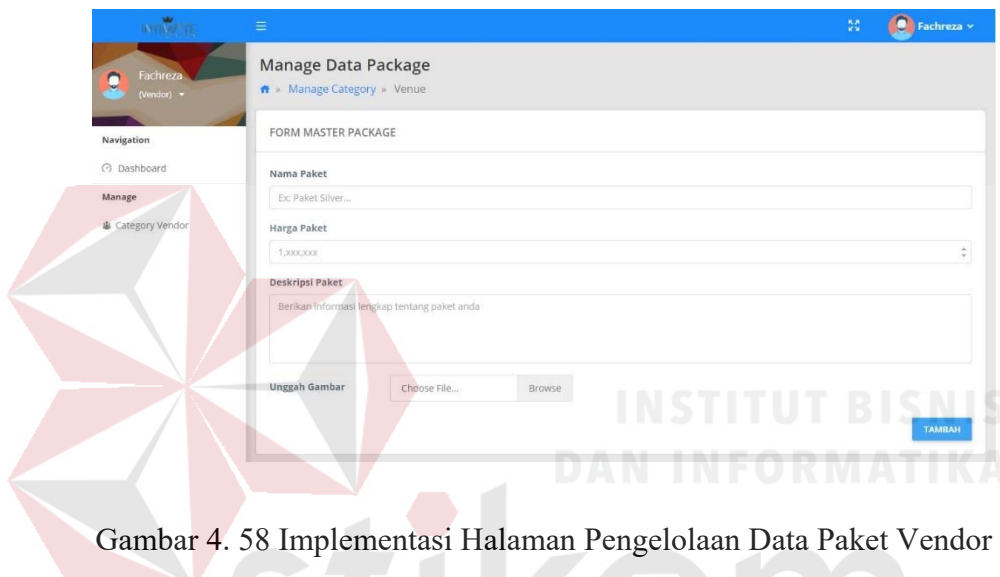 Fachreza
Fachreza
(Vendor)
Navigation
Dashboard
Manage
Category Vendor
Manage Data Package
» Manage Category » Venue
FORM MASTER PACKAGE
Nama Paket
Ex: Paket Silver...
Harga Paket
1,xxx,xxx
Deskripsi Paket
Berikan informasi lengkap tentang paket anda
Unggah Gambar
Choose File...
Browse
TAMBAH
INSTITUT BISNIS
DAN INFORMATIKA
Gambar 4. 58 Implementasi Halaman Pengelolaan Data Paket Vendor